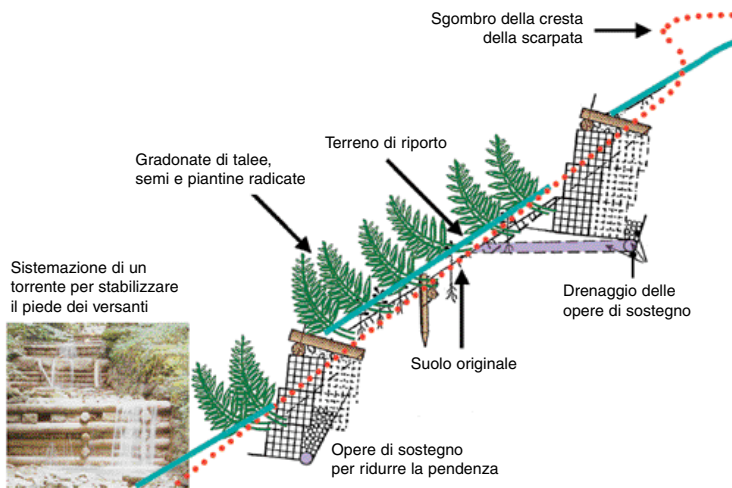 Sgombro della cresta
della scarpata
Terreno di riporto
Gradonate di talee,
semi e piantine radicate
Sistemazione di un
torrente per stabilizzare
il piede dei versanti
Drenaggio delle
opere di sostegno
Suolo originale
Opere di sostegno
per ridurre la pendenza